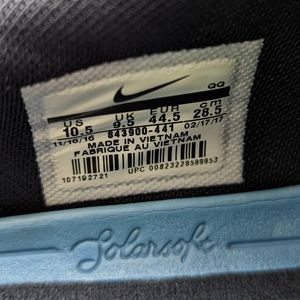 QG
US UK EUR cm
10.5 9.5 44.5 28.5
11/16/16 843900-441 02/17/17
MADE IN VIETNAM
FABRIQUE AU VIETNAM
107192721 UPC 00823229599953
Solarsoft